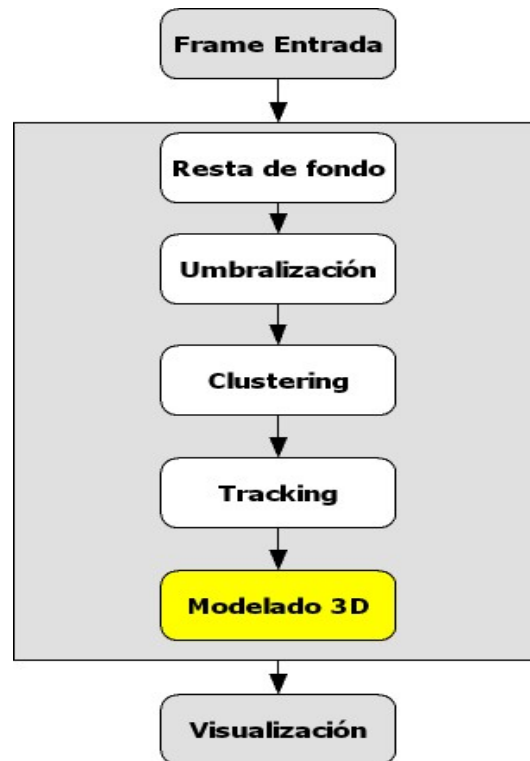 Frame Entrada
Resta de fondo
Umbralización
Clustering
Tracking
Modelado 3D
Visualización